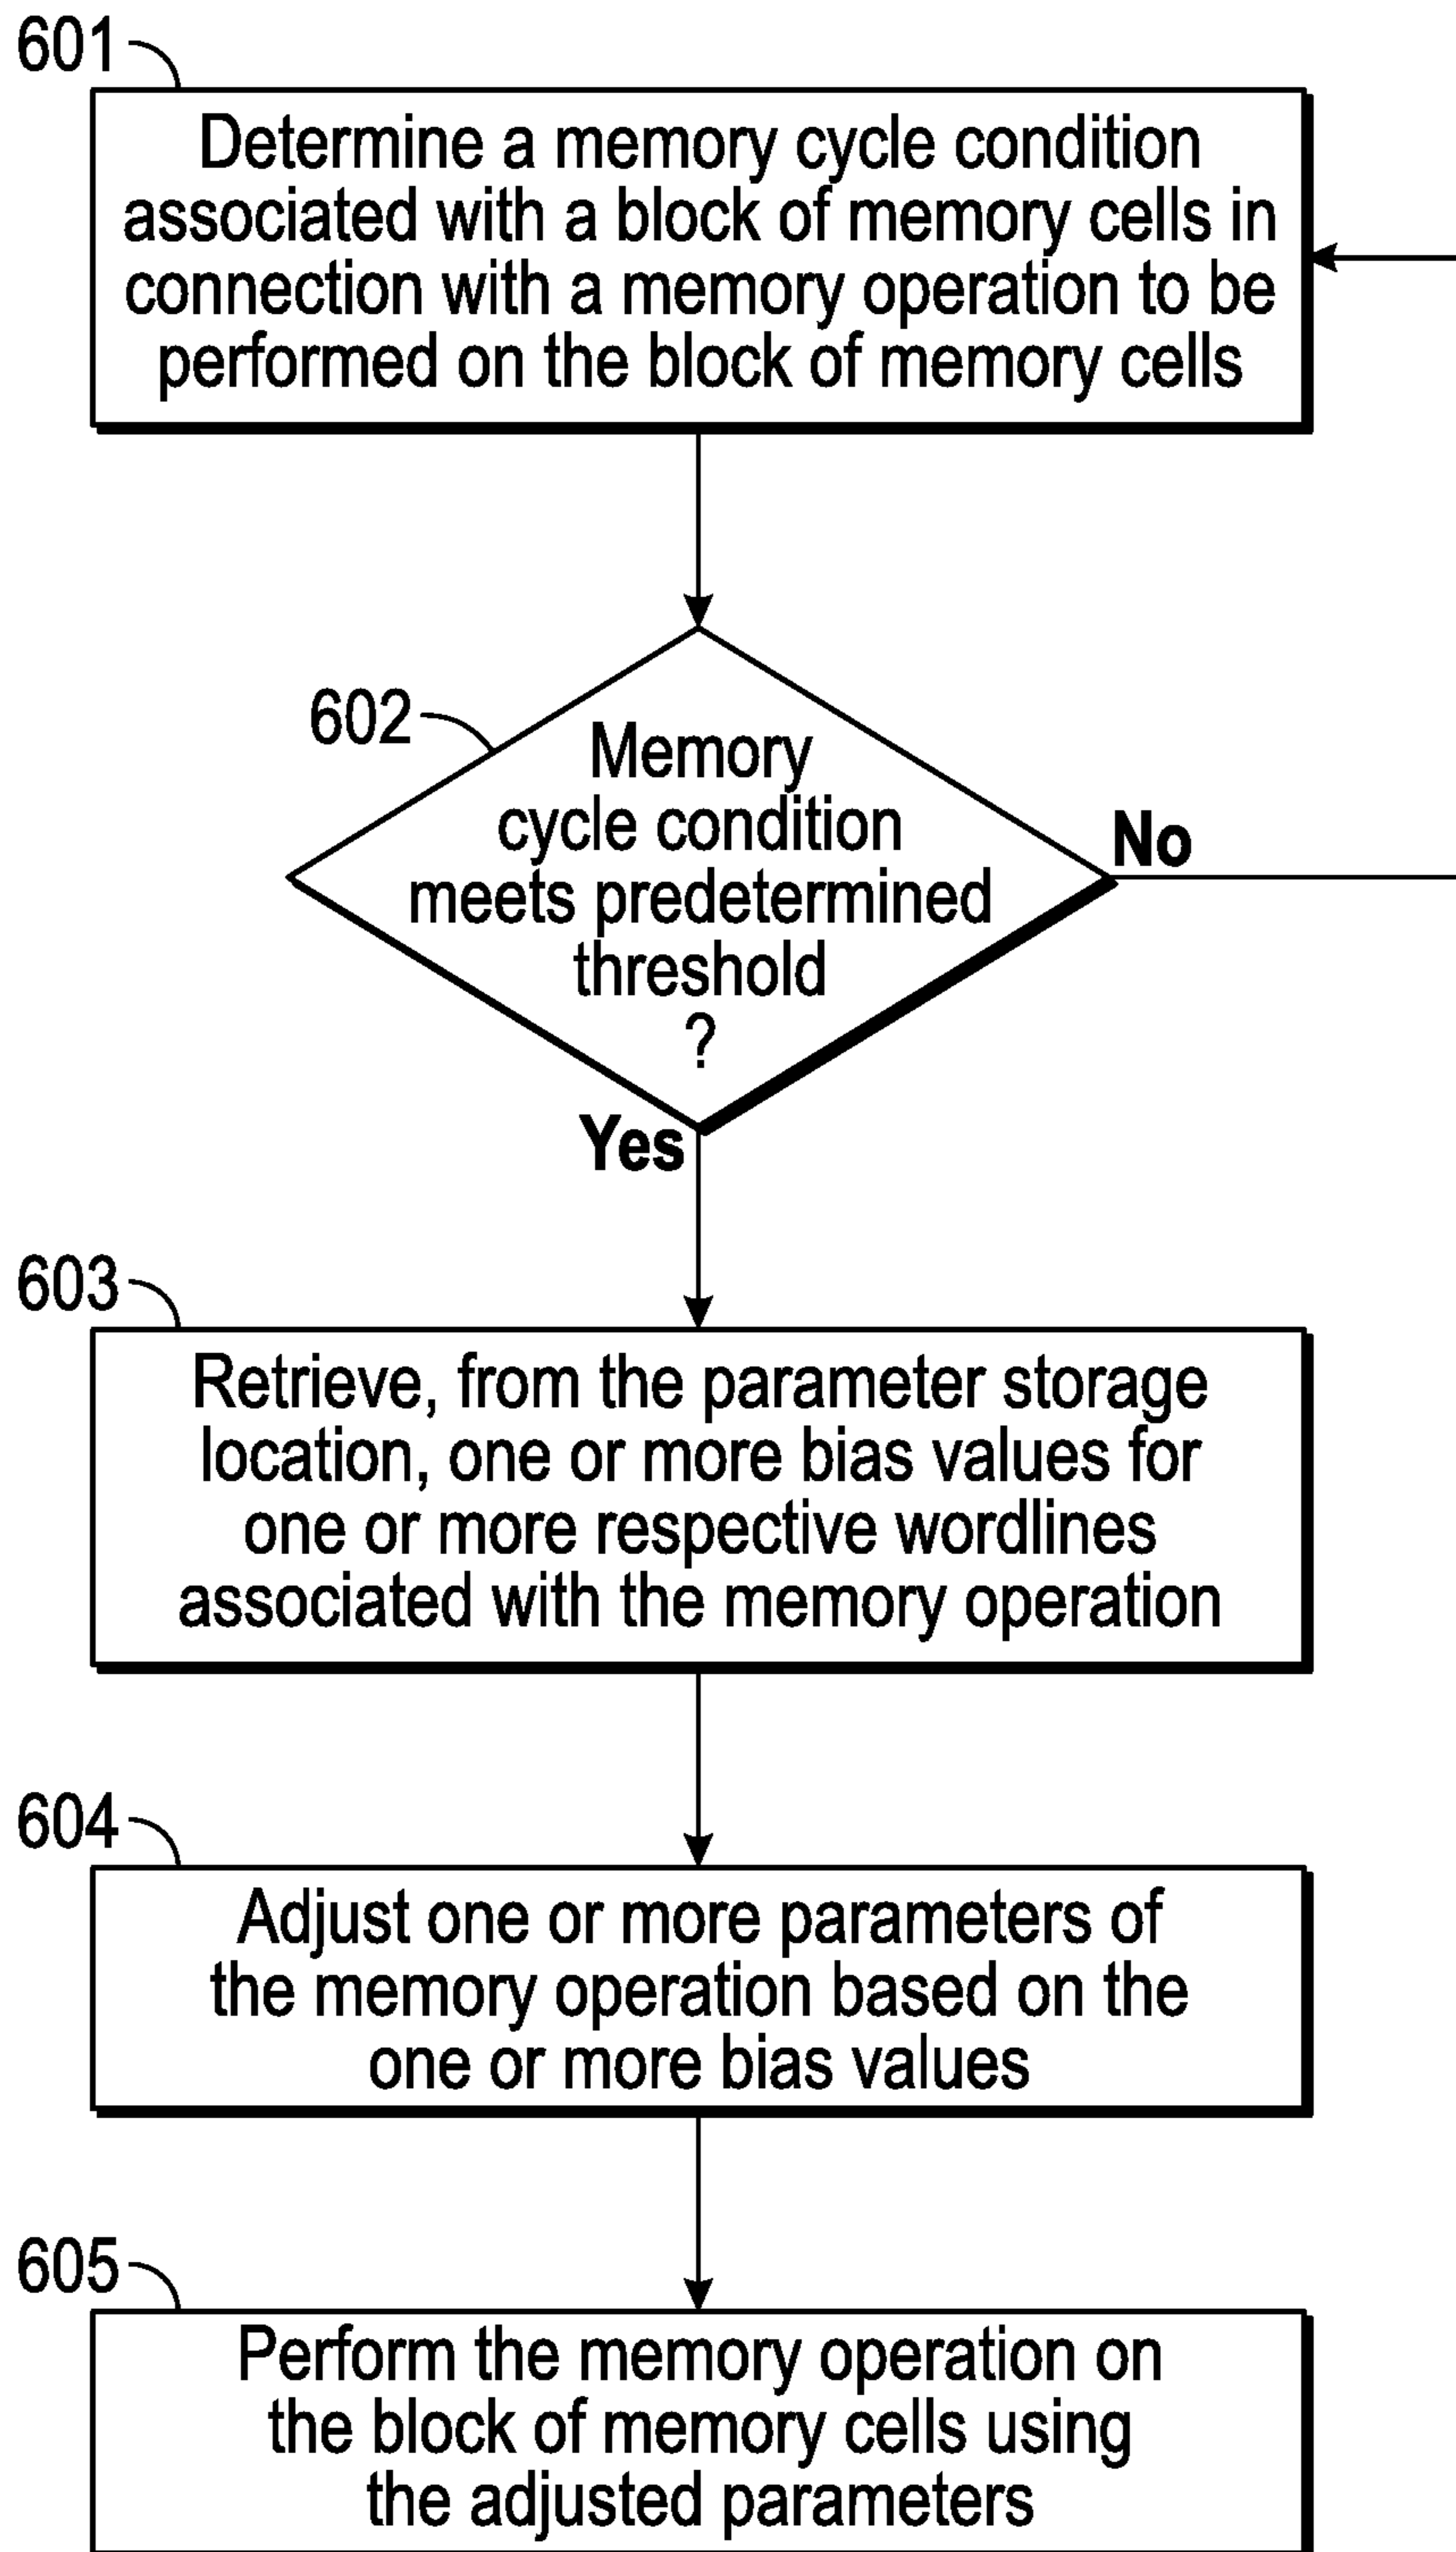 601
Determine a memory cycle condition
associated with a block of memory cells in
connection with a memory operation to be
performed on the block of memory cells
602
Memory
cycle condition
meets predetermined
threshold
?
No
Yes
603
Retrieve, from the parameter storage
location, one or more bias values for
one or more respective wordlines
associated with the memory operation
604
Adjust one or more parameters of
the memory operation based on the
one or more bias values
605
Perform the memory operation on
the block of memory cells using
the adjusted parameters